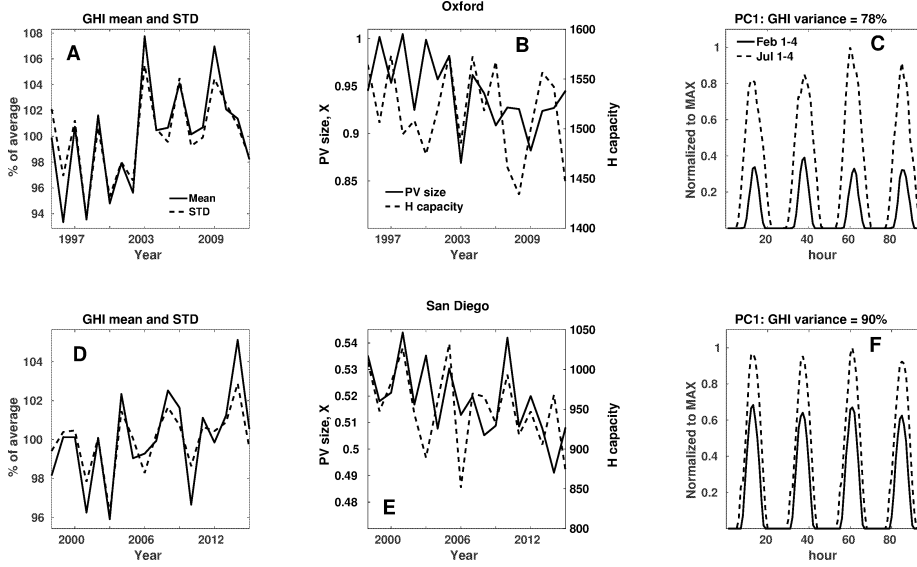 Oxford
GHI mean and STD
A
108
106
104
102
100
98
96
94
% of average
Mean
STD
1997 2003 2009
Year
B
1
0.95
0.9
0.85
PV size, X
1600
1550
1500
1450
1400
H capacity
PV size
H capacity
1997 2003 2009
Year
PC1: GHI variance = 78%
C
Feb 1-4
Jul 1-4
1
0.8
0.6
0.4
0.2
Normalized to MAX
20 40 60 80
hour
San Diego
GHI mean and STD
D
104
102
100
98
96
% of average
2000 2006 2012
Year
E
0.54
0.53
0.52
0.51
0.5
0.49
0.48
PV size, X
1050
1000
950
900
850
800
H capacity
2000 2006 2012
Year
PC1: GHI variance = 90%
F
1
0.8
0.6
0.4
0.2
Normalized to MAX
20 40 60 80
hour